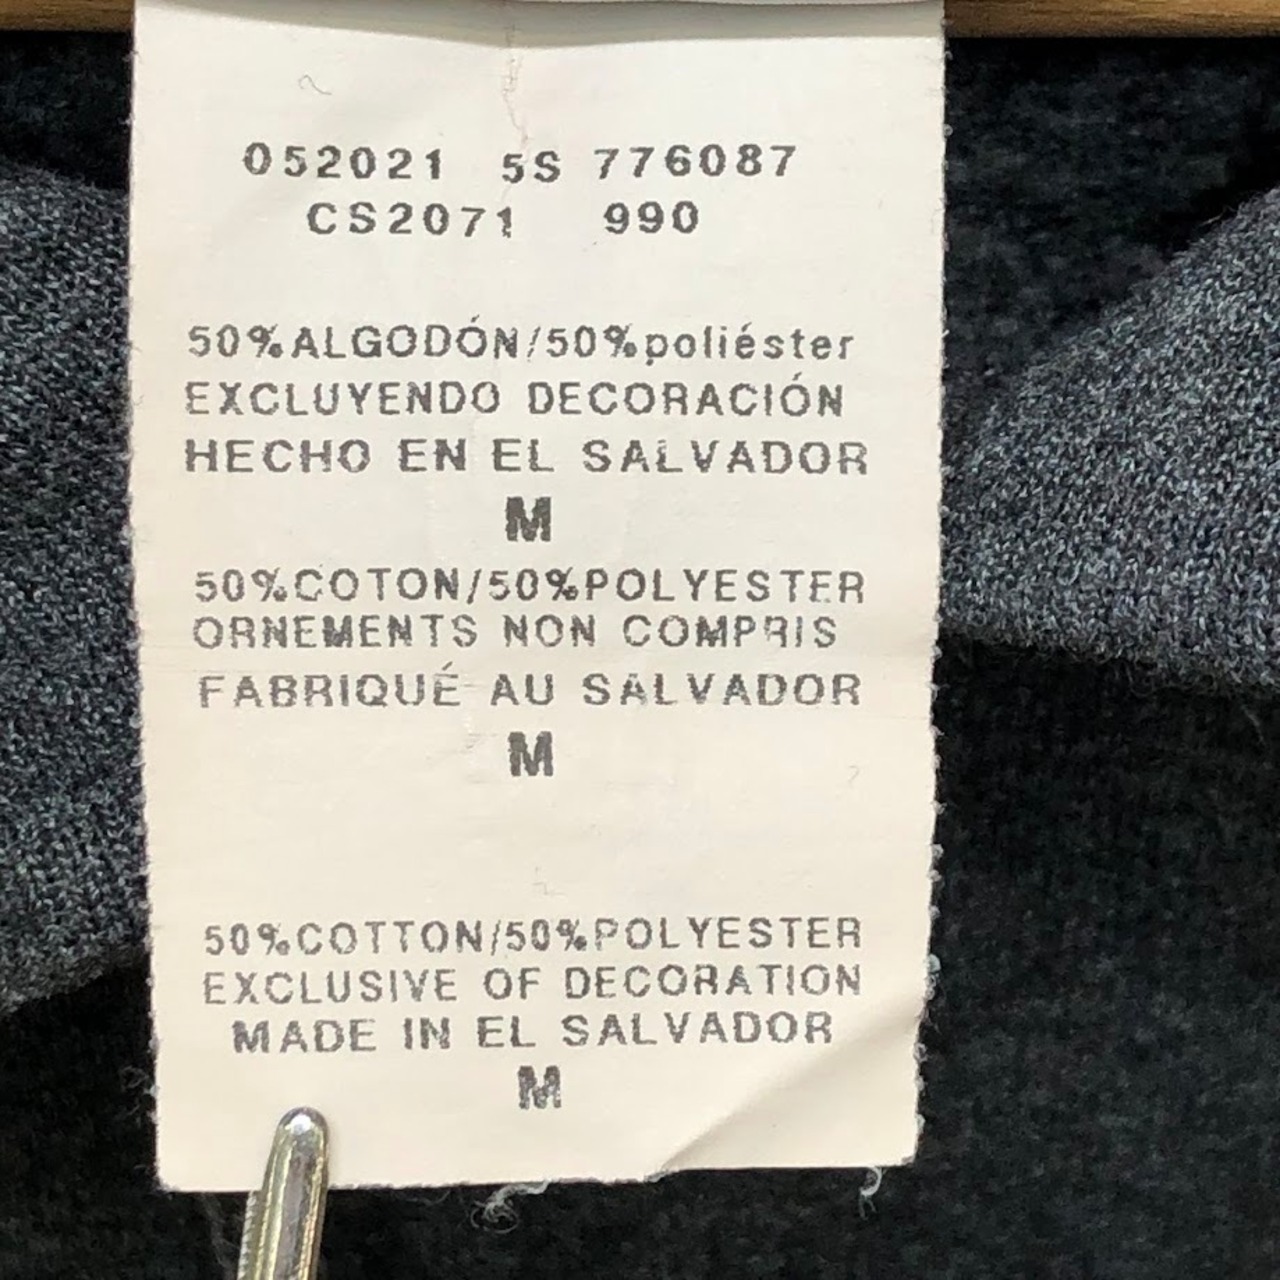 052021 5S 776087
CS2071 990
50%ALGODÓN/50%poliéster
EXCLUYENDO DECORACIÓN
HECHO EN EL SALVADOR
M
50%COTON/50%POLYESTER
ORNEMENTS NON COMPRIS
FABRIQUÉ AU SALVADOR
M
50%COTTON/50%POLYESTER
EXCLUSIVE OF DECORATION
MADE IN EL SALVADOR
M